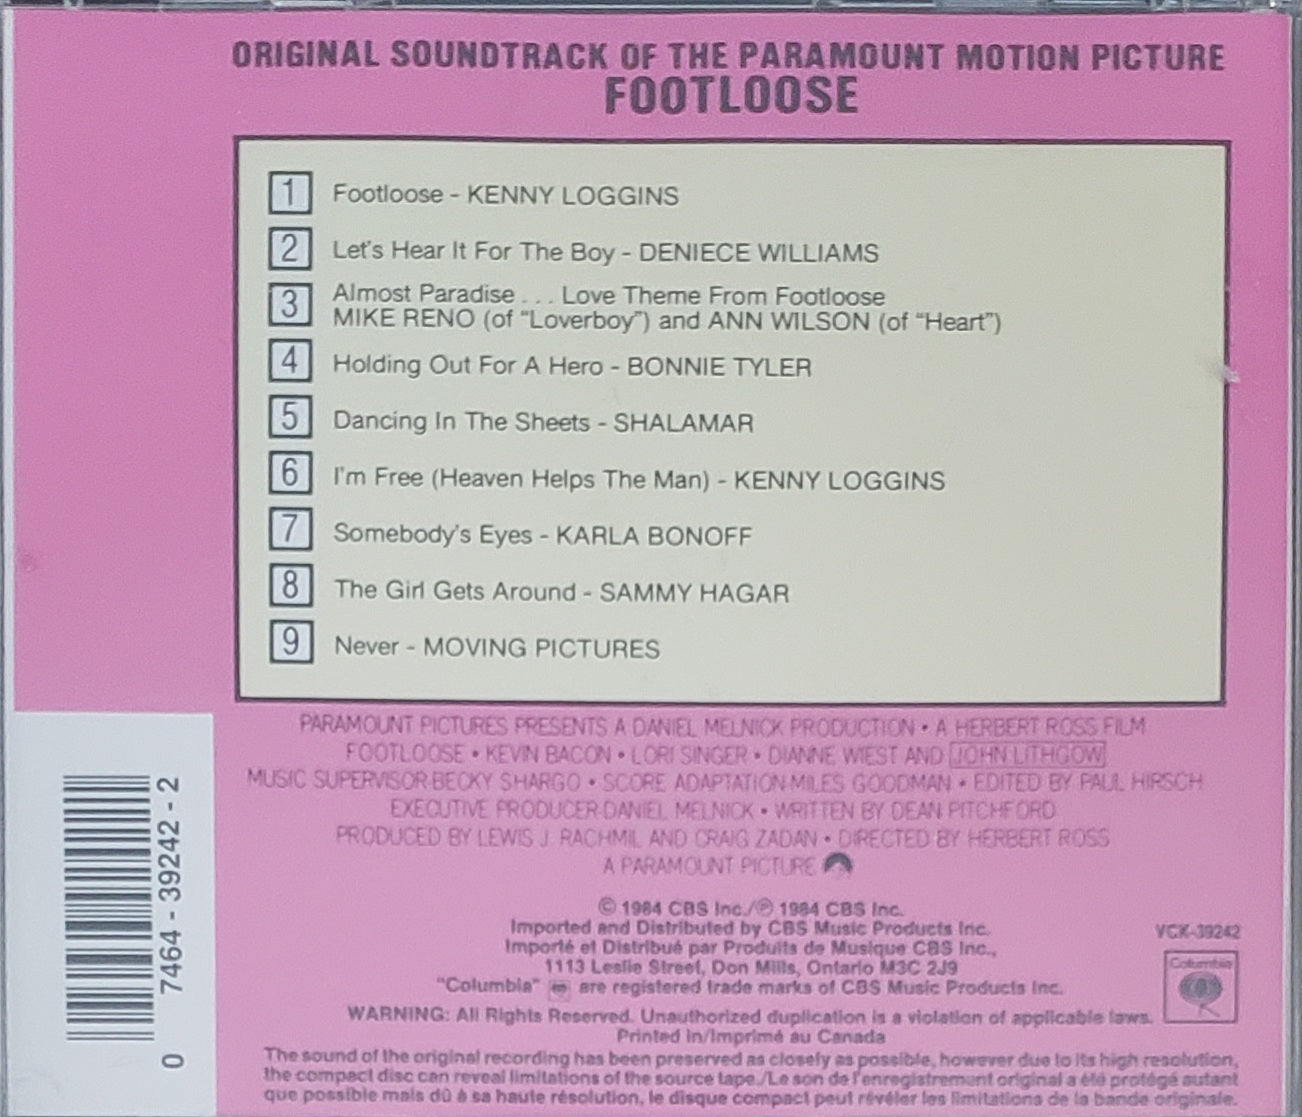 ORIGINAL SOUNDTRACK OF THE PARAMOUNT MOTION PICTURE
FOOTLOOSE
1 Footloose - KENNY LOGGINS
2 Let's Hear It For The Boy - DENIECE WILLIAMS
3 Almost Paradise . . . Love Theme From Footloose
MIKE RENO (of “Loverboy”) and ANN WILSON (of “Heart”)
4 Holding Out For A Hero - BONNIE TYLER
5 Dancing In The Sheets - SHALAMAR
6 I'm Free (Heaven Helps The Man) - KENNY LOGGINS
7 Somebody's Eyes - KARLA BONOFF
8 The Girl Gets Around - SAMMY HAGAR
9 Never - MOVING PICTURES
PARAMOUNT PICTURES PRESENTS A DANIEL MELNICK PRODUCTION • A HERBERT ROSS FILM
FOOTLOOSE • KEVIN BACON • LORI SINGER • DIANNE WIEST AND JOHN LITHGOW
MUSIC SUPERVISOR-BECKY SHARGO • SCORE ADAPTATION-MILES GOODMAN • EDITED BY PAUL HIRSCH
EXECUTIVE PRODUCER-DANIEL MELNICK • WRITTEN BY DEAN PITCHFORD
PRODUCED BY LEWIS J. RACHMIL AND CRAIG ZADAN • DIRECTED BY HERBERT ROSS
A PARAMOUNT PICTURE
© 1984 CBS Inc./℗ 1984 CBS Inc.
Imported and Distributed by CBS Music Products Inc.
Importé et Distribué par Produits de Musique CBS Inc.,
1113 Leslie Street, Don Mills, Ontario M3C 2J9
“Columbia” are registered trade marks of CBS Music Products Inc.
WARNING: All Rights Reserved. Unauthorized duplication is a violation of applicable laws.
Printed in/Imprimé au Canada
The sound of the original recording has been preserved as closely as possible, however due to its high resolution,
the compact disc can reveal limitations of the source tape./Le son de l'enregistrement original a été protégé autant
que possible mais dû à sa haute résolution, le disque compact peut révéler les limitations de la bande originale.
VCK-39242
Columbia
0 7464-39242-2